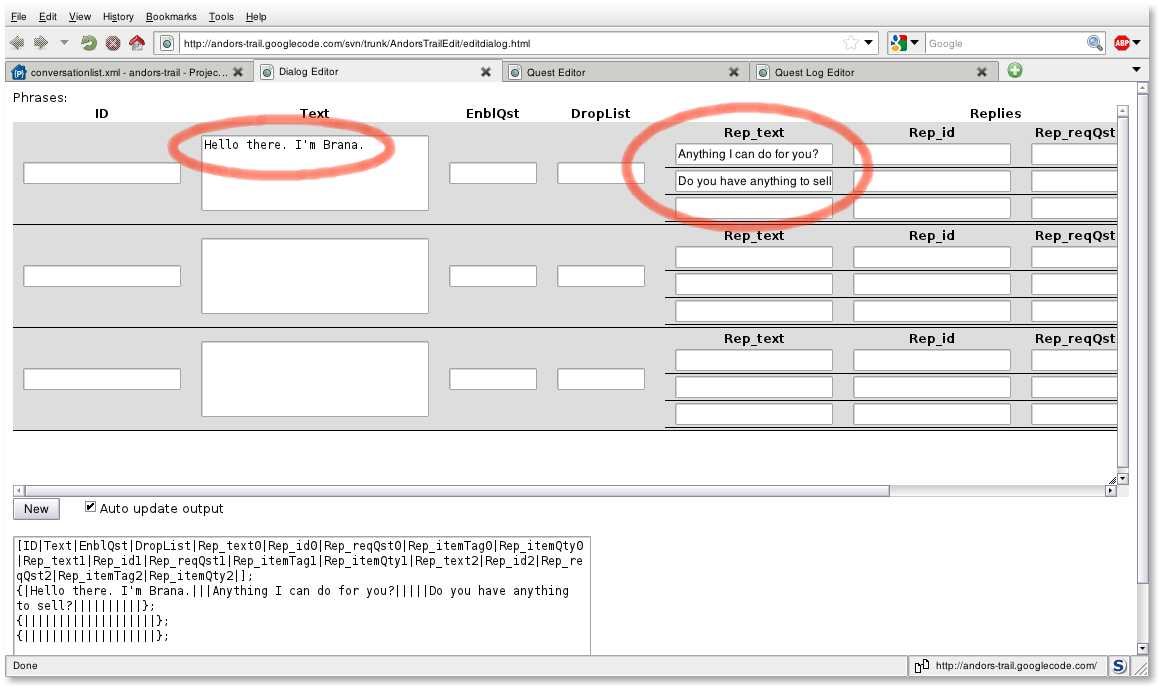 File Edit View History Bookmarks Tools Help
http://andors-trail.googlecode.com/svn/trunk/AndorsTrailEdit/editdialog.html
Google
ABP
{p} conversationlist.xml - andors-trail - Projec...
Dialog Editor
Quest Editor
Quest Log Editor
Phrases:
ID Text EnblQst DropList Replies
Rep_text Rep_id Rep_reqQst
Hello there. I'm Brana.
Anything I can do for you?
Do you have anything to sell
Rep_text Rep_id Rep_reqQst
Rep_text Rep_id Rep_reqQst
New Auto update output
[ID|Text|EnblQst|DropList|Rep_text0|Rep_id0|Rep_reqQst0|Rep_itemTag0|Rep_itemQty0
|Rep_text1|Rep_id1|Rep_reqQst1|Rep_itemTag1|Rep_itemQty1|Rep_text2|Rep_id2|Rep_re
qQst2|Rep_itemTag2|Rep_itemQty2|];
{|Hello there. I'm Brana.|||Anything I can do for you?|||||Do you have anything
to sell?||||||||||};
{|||||||||||||||||||};
{|||||||||||||||||||};
Done
http://andors-trail.googlecode.com/
S